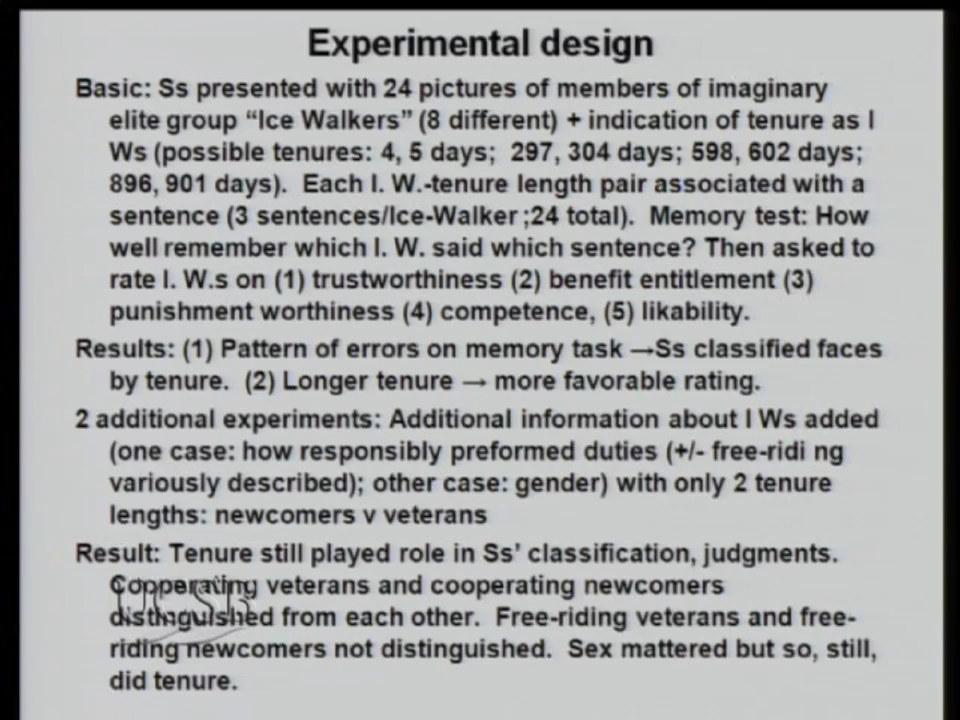 Experimental design
Basic: Ss presented with 24 pictures of members of imaginary
elite group “Ice Walkers” (8 different) + indication of tenure as I
Ws (possible tenures: 4, 5 days; 297, 304 days; 598, 602 days;
896, 901 days). Each I. W.-tenure length pair associated with a
sentence (3 sentences/Ice-Walker ;24 total). Memory test: How
well remember which I. W. said which sentence? Then asked to
rate I. W.s on (1) trustworthiness (2) benefit entitlement (3)
punishment worthiness (4) competence, (5) likability.
Results: (1) Pattern of errors on memory task →Ss classified faces
by tenure. (2) Longer tenure → more favorable rating.
2 additional experiments: Additional information about I Ws added
(one case: how responsibly preformed duties (+/- free-ridi ng
variously described); other case: gender) with only 2 tenure
lengths: newcomers v veterans
Result: Tenure still played role in Ss’ classification, judgments.
Cooperating veterans and cooperating newcomers
distinguished from each other. Free-riding veterans and free-
riding newcomers not distinguished. Sex mattered but so, still,
did tenure.
UCSB